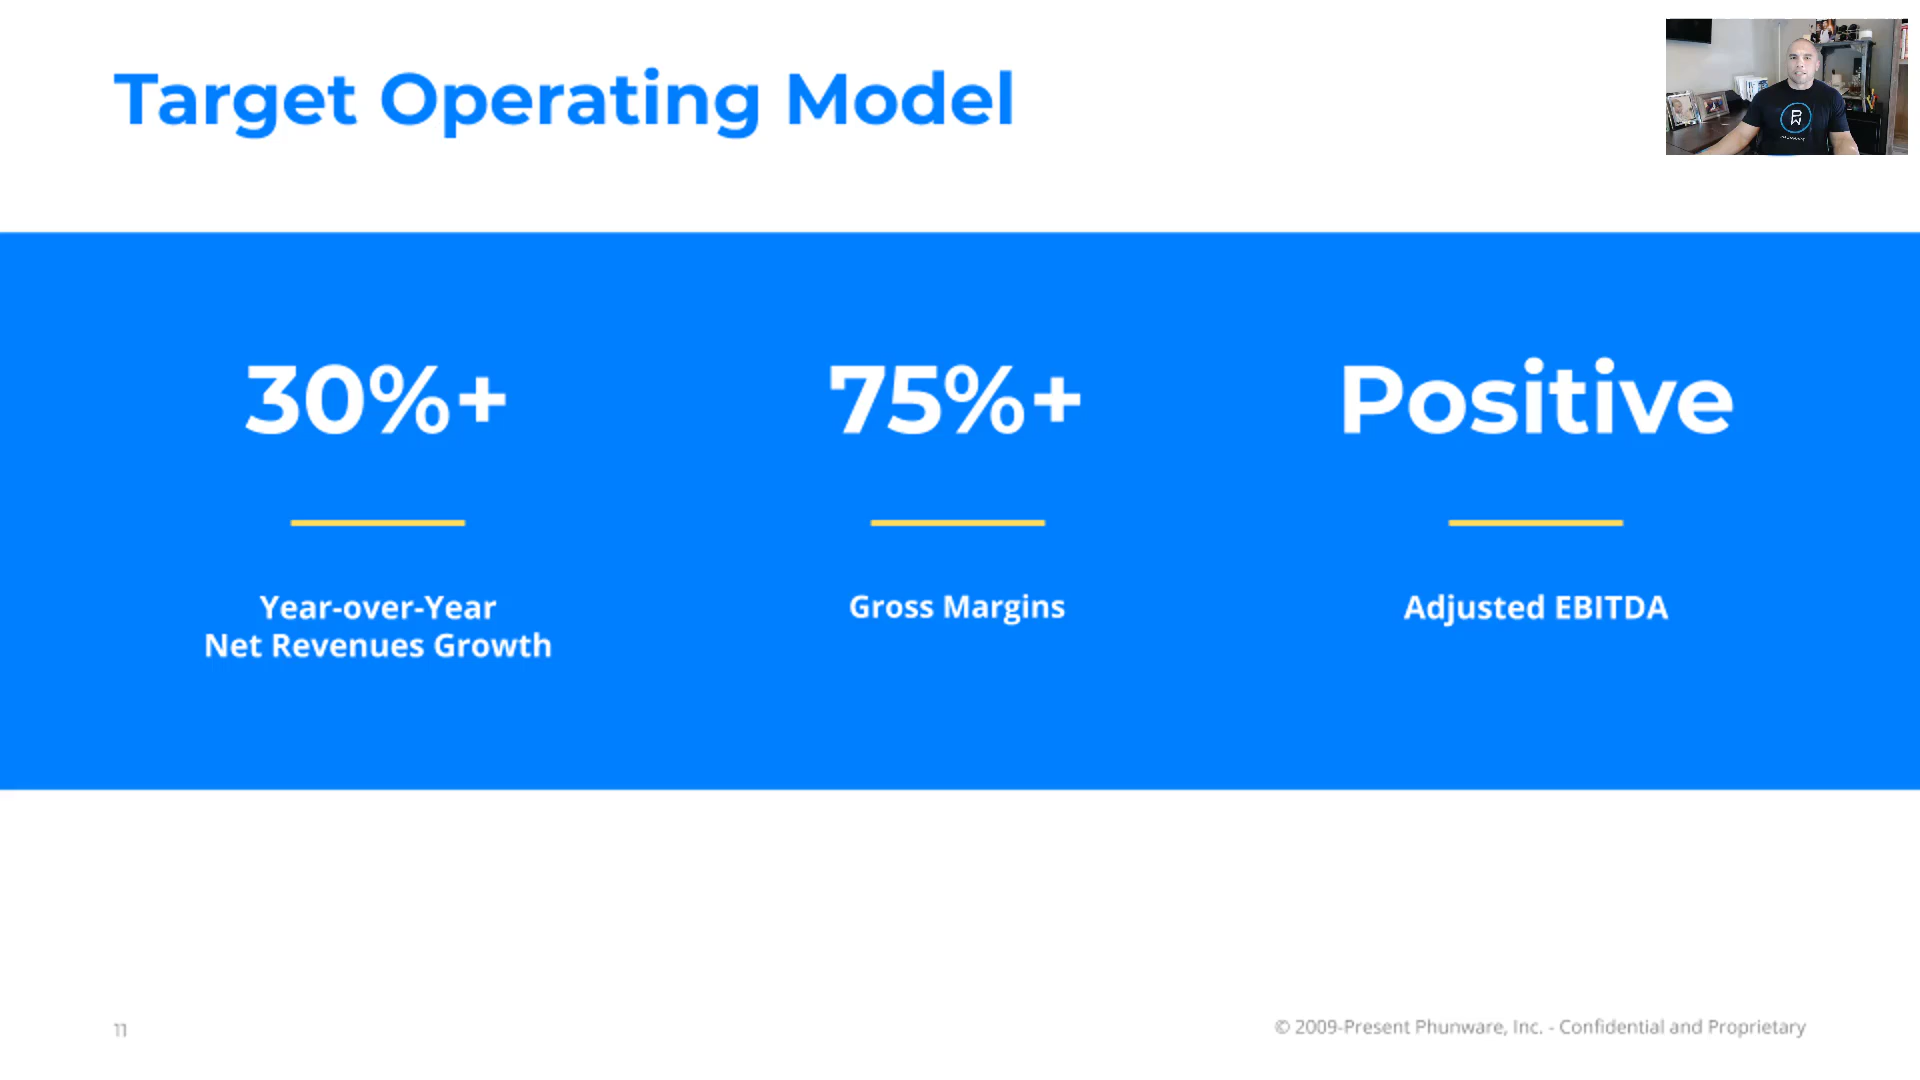 Target Operating Model
30%+
75%+
Positive
Year-over-Year
Net Revenues Growth
Gross Margins
Adjusted EBITDA
11
© 2009-Present Phunware, Inc. - Confidential and Proprietary